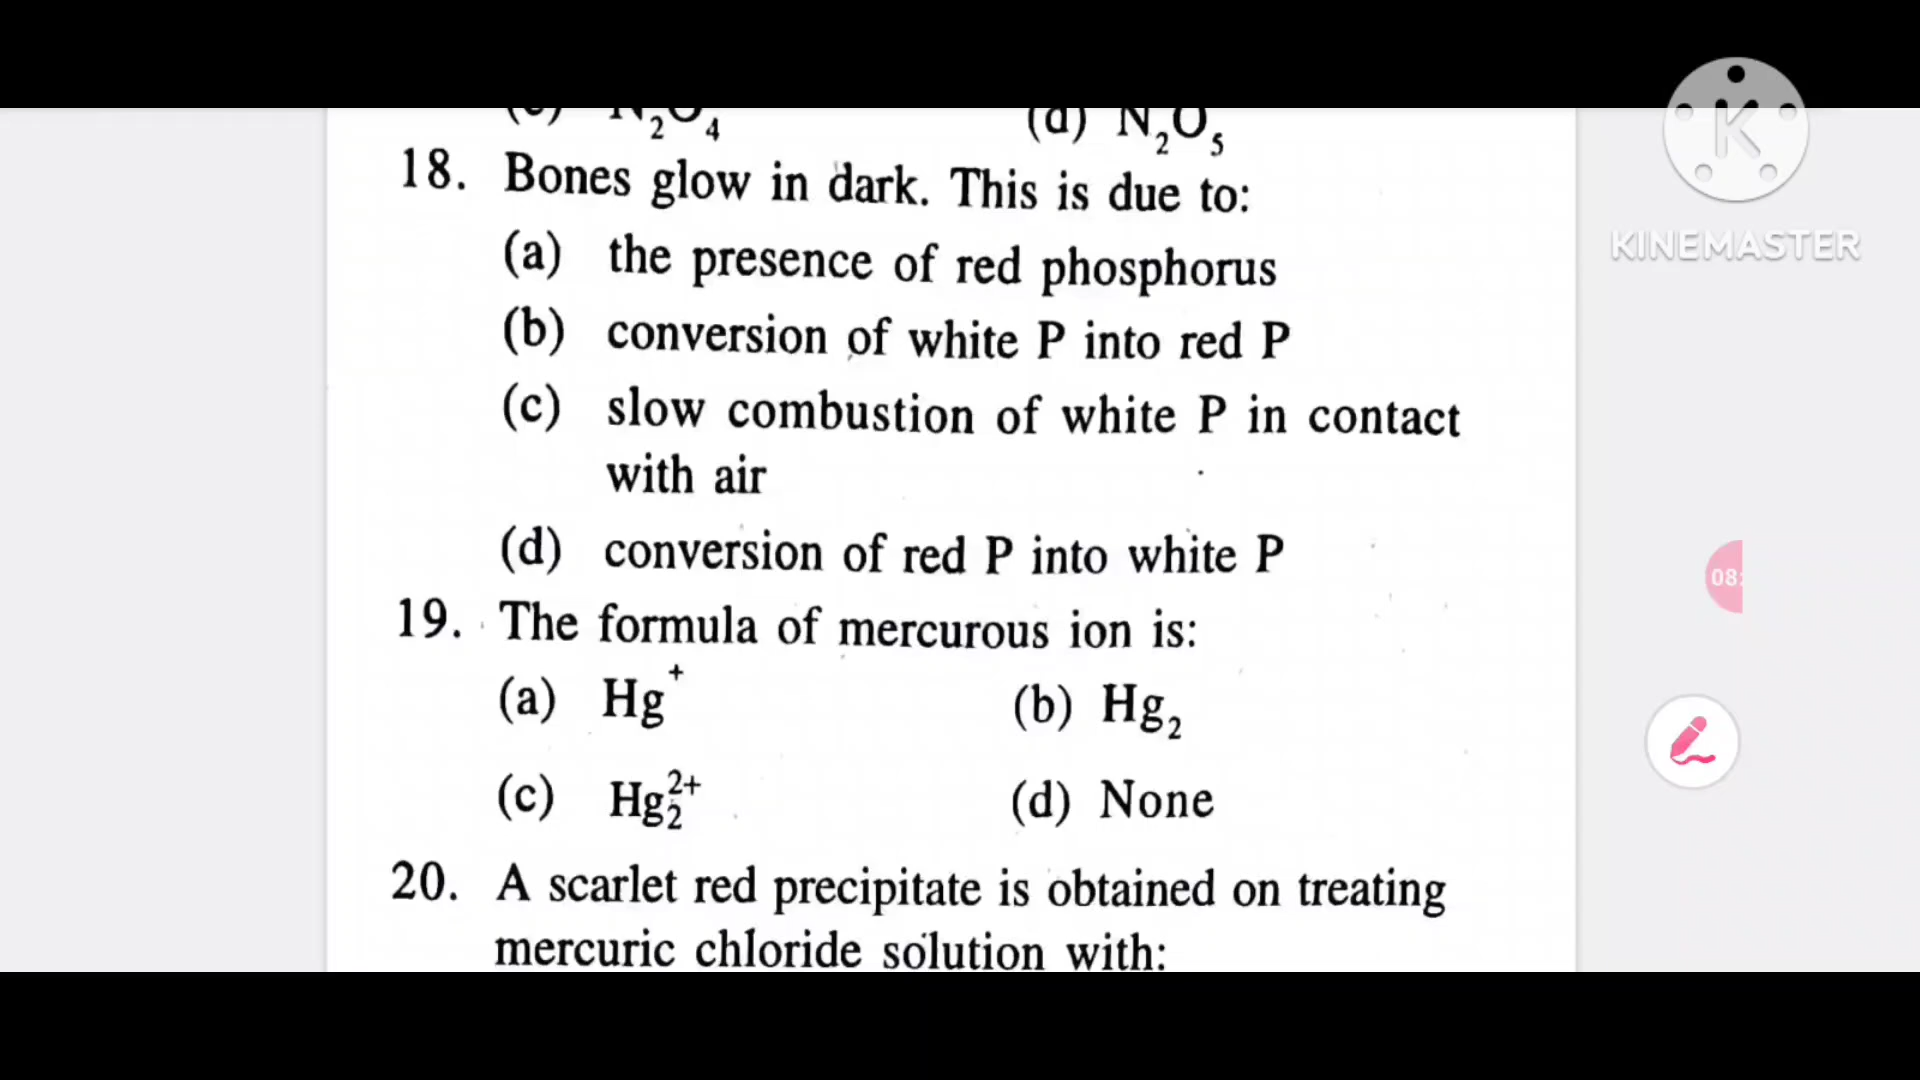 (c) N₂O₄ (d) N₂O₅
18. Bones glow in dark. This is due to:
(a) the presence of red phosphorus
(b) conversion of white P into red P
(c) slow combustion of white P in contact
with air
(d) conversion of red P into white P
19. The formula of mercurous ion is:
(a) Hg⁺ (b) Hg₂
(c) Hg₂²⁺ (d) None
20. A scarlet red precipitate is obtained on treating
mercuric chloride solution with:
K
KINEMASTER
08: